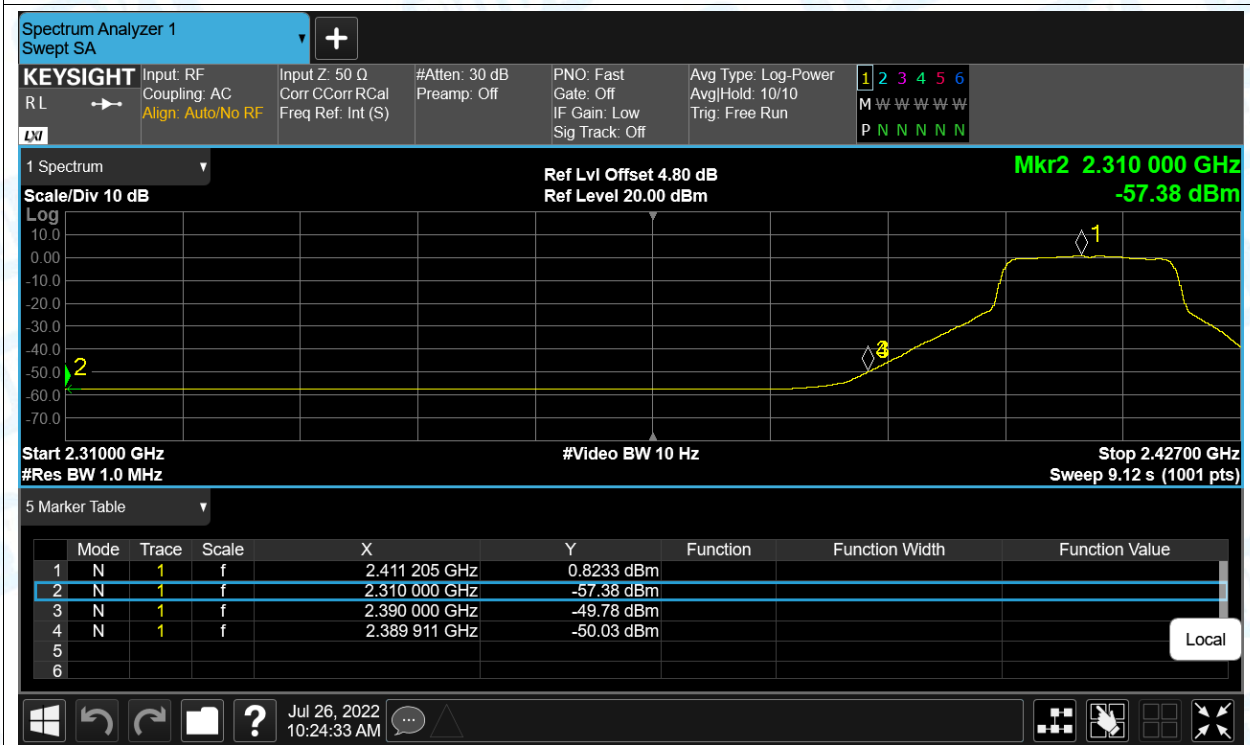 Spectrum Analyzer 1
Swept SA
KEYSIGHT Input: RF Input Z: 50 Ω #Atten: 30 dB PNO: Fast Avg Type: Log-Power 1 2 3 4 5 6
R L Coupling: AC Corr CCorr RCal Preamp: Off Gate: Off Avg|Hold: 10/10 M W W W W W
Align: Auto/No RF Freq Ref: Int (S) IF Gain: Low Trig: Free Run
LXI Sig Track: Off P N N N N N
1 Spectrum Ref Lvl Offset 4.80 dB Mkr2 2.310 000 GHz
Scale/Div 10 dB Ref Level 20.00 dBm -57.38 dBm
Log
10.0
0.00
-10.0
-20.0
-30.0
-40.0
-50.0
-60.0
-70.0
1
2
Start 2.31000 GHz #Video BW 10 Hz Stop 2.42700 GHz
#Res BW 1.0 MHz Sweep 9.12 s (1001 pts)
5 Marker Table
Mode Trace Scale X Y Function Function Width Function Value
1 N 1 f 2.411 205 GHz 0.8233 dBm
2 N 1 f 2.310 000 GHz -57.38 dBm
3 N 1 f 2.390 000 GHz -49.78 dBm
4 N 1 f 2.389 911 GHz -50.03 dBm
5
6
Local
? Jul 26, 2022
10:24:33 AM